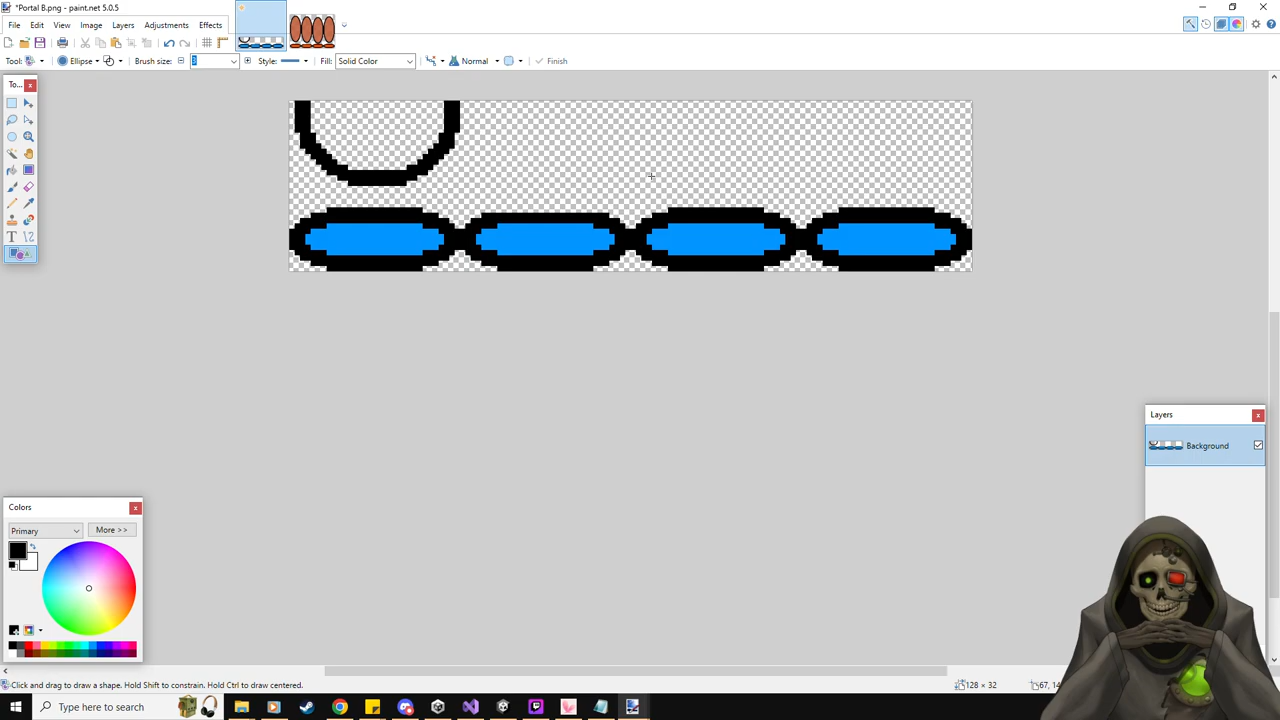 *Portal B.png - paint.net 5.0.5
File Edit View Image Layers Adjustments Effects
Tool: Ellipse Brush size: 3 Style: Fill: Solid Color Normal Finish
To...
Layers
Background
Colors
Primary More >>
Click and drag to draw a shape. Hold Shift to constrain. Hold Ctrl to draw centered.
128 × 32
Type here to search